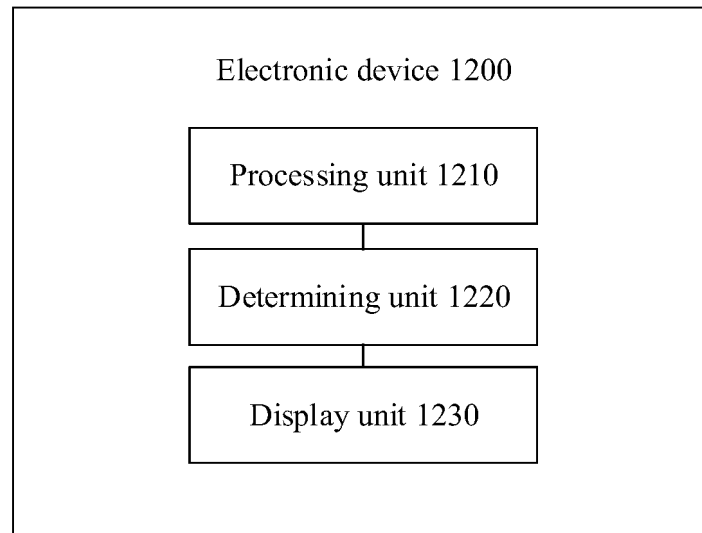 Electronic device 1200
Processing unit 1210
Determining unit 1220
Display unit 1230